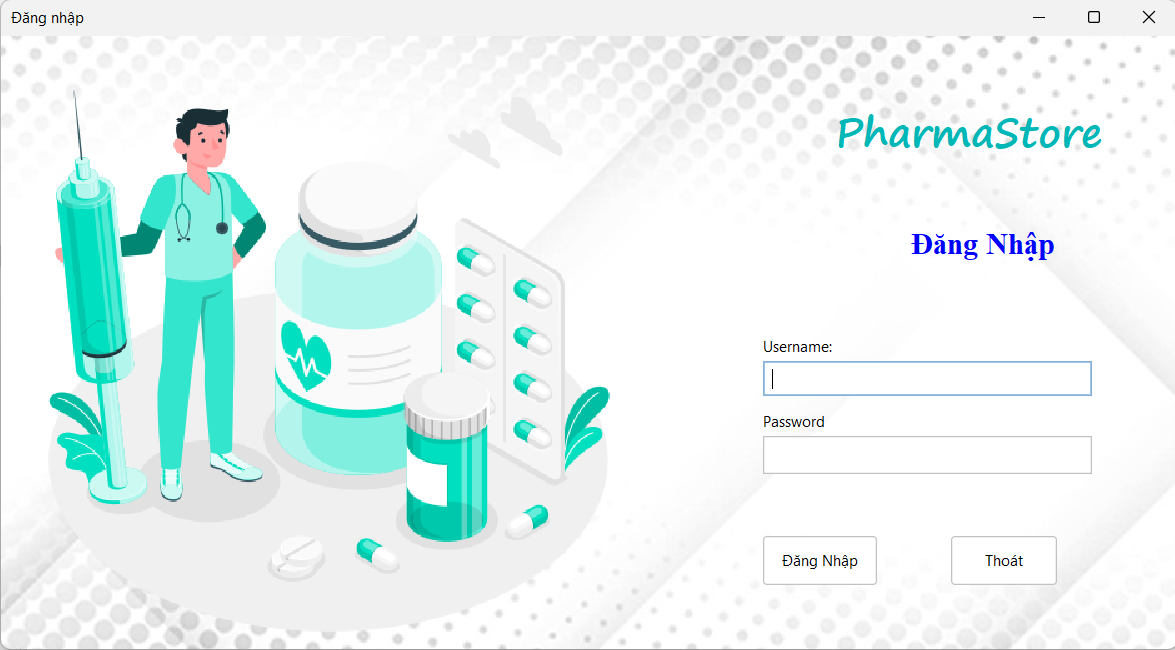 Đăng nhập
PharmaStore
Đăng Nhập
Username:
Password
Đăng Nhập
Thoát